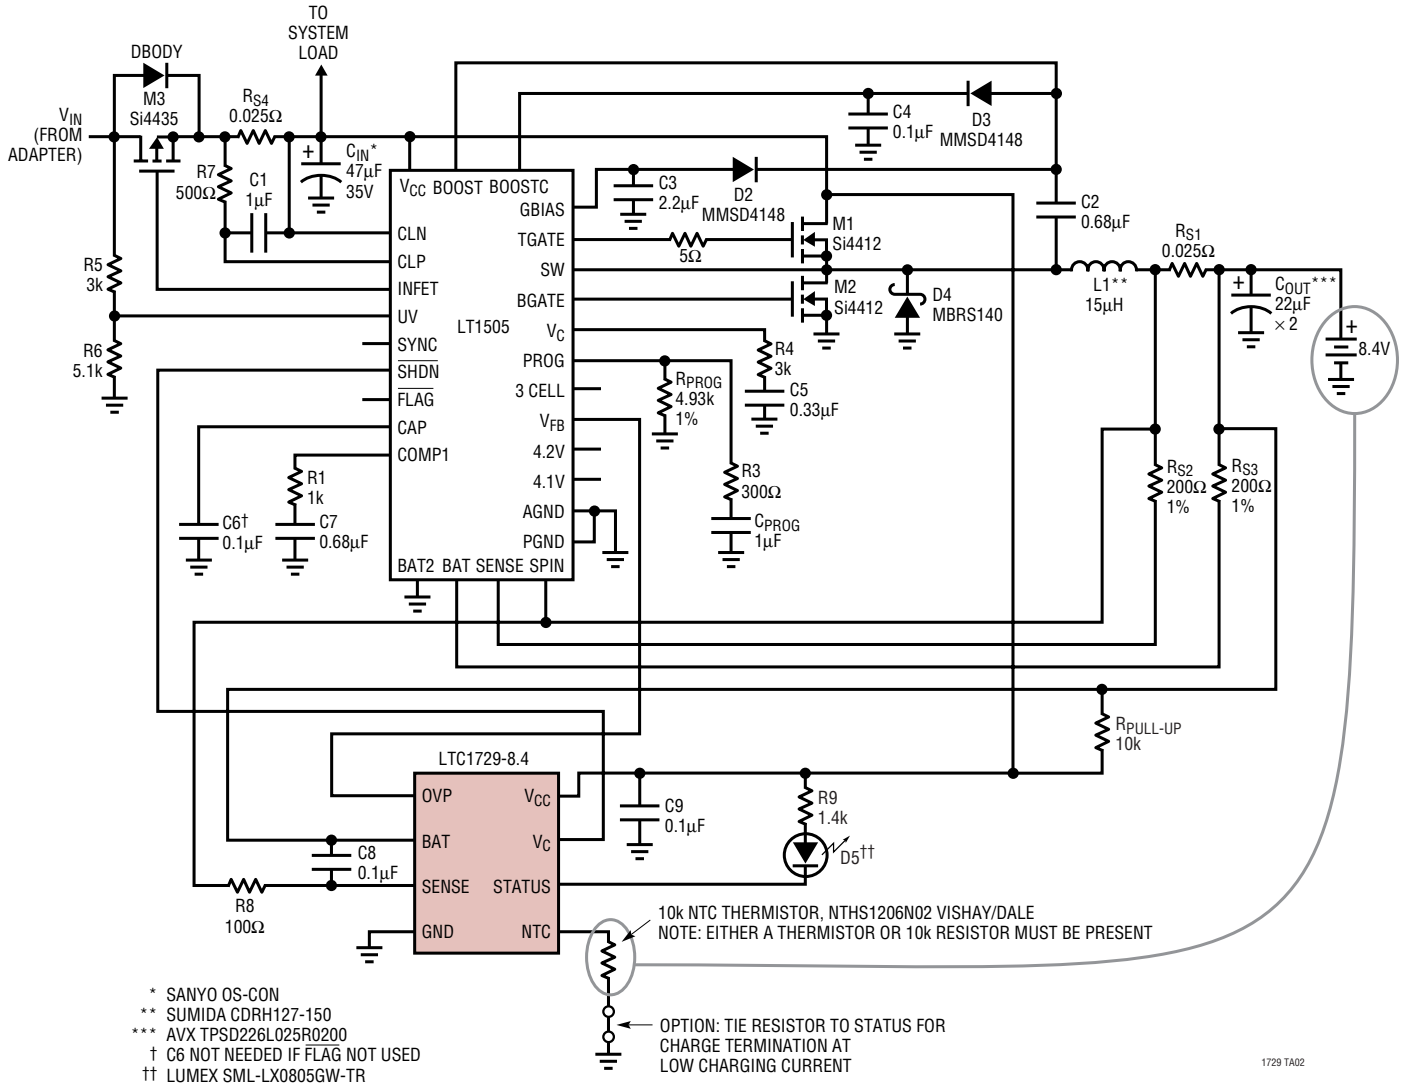 TO
SYSTEM
LOAD
DBODY
M3
Si4435
RS4
0.025Ω
VIN
(FROM
ADAPTER)
R7
500Ω
C1
1µF
+
CIN*
47µF
35V
C4
0.1µF
D3
MMSD4148
C3
2.2µF
D2
MMSD4148
C2
0.68µF
RS1
0.025Ω
M1
Si4412
5Ω
M2
Si4412
D4
MBRS140
L1**
15µH
+
COUT***
22µF
× 2
+
8.4V
R5
3k
R6
5.1k
VCC BOOST BOOSTC
GBIAS
TGATE
SW
BGATE
VC
PROG
3 CELL
VFB
4.2V
4.1V
AGND
PGND
CLN
CLP
INFET
UV
SYNC
SHDN
FLAG
CAP
COMP1
LT1505
BAT2 BAT SENSE SPIN
R4
3k
C5
0.33µF
RPROG
4.93k
1%
R3
300Ω
CPROG
1µF
RS2
200Ω
1%
RS3
200Ω
1%
R1
1k
C6†
0.1µF
C7
0.68µF
RPULL-UP
10k
LTC1729-8.4
OVP
BAT
SENSE
GND
VCC
VC
STATUS
NTC
C8
0.1µF
R8
100Ω
C9
0.1µF
R9
1.4k
D5††
10k NTC THERMISTOR, NTHS1206N02 VISHAY/DALE
NOTE: EITHER A THERMISTOR OR 10k RESISTOR MUST BE PRESENT
OPTION: TIE RESISTOR TO STATUS FOR
CHARGE TERMINATION AT
LOW CHARGING CURRENT
* SANYO OS-CON
** SUMIDA CDRH127-150
*** AVX TPSD226L025R0200
† C6 NOT NEEDED IF FLAG NOT USED
†† LUMEX SML-LX0805GW-TR
1729 TA02